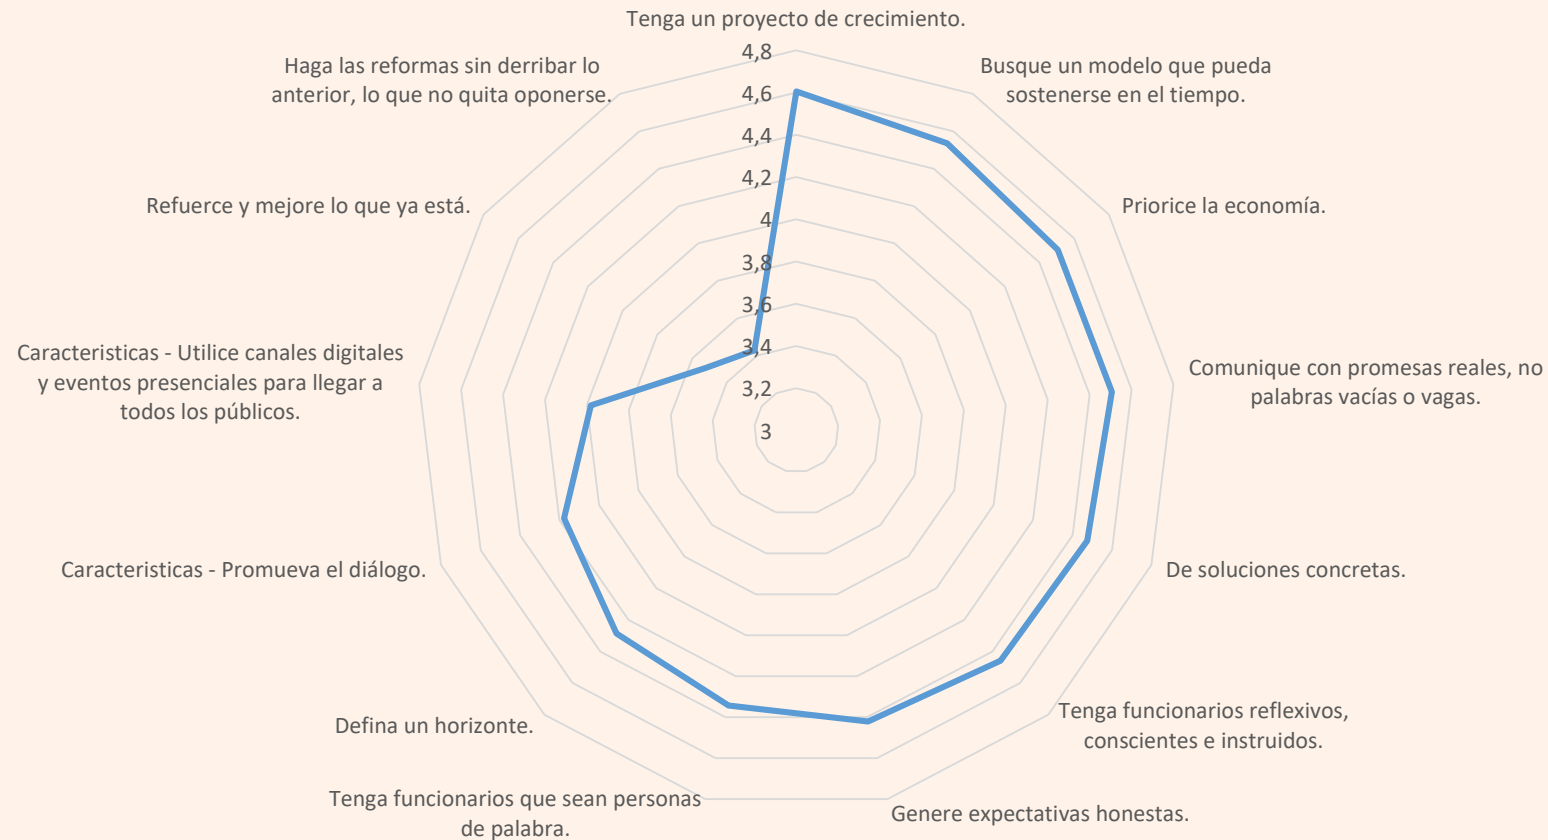 Tenga un proyecto de crecimiento.
Busque un modelo que pueda
sostenerse en el tiempo.
Priorice la economía.
Comunique con promesas reales, no
palabras vacías o vagas.
De soluciones concretas.
Tenga funcionarios reflexivos,
conscientes e instruidos.
Genere expectativas honestas.
Tenga funcionarios que sean personas
de palabra.
Defina un horizonte.
Caracteristicas - Promueva el diálogo.
Caracteristicas - Utilice canales digitales
y eventos presenciales para llegar a
todos los públicos.
Refuerce y mejore lo que ya está.
Haga las reformas sin derribar lo
anterior, lo que no quita oponerse.
4,8
4,6
4,4
4,2
4
3,8
3,6
3,4
3,2
3